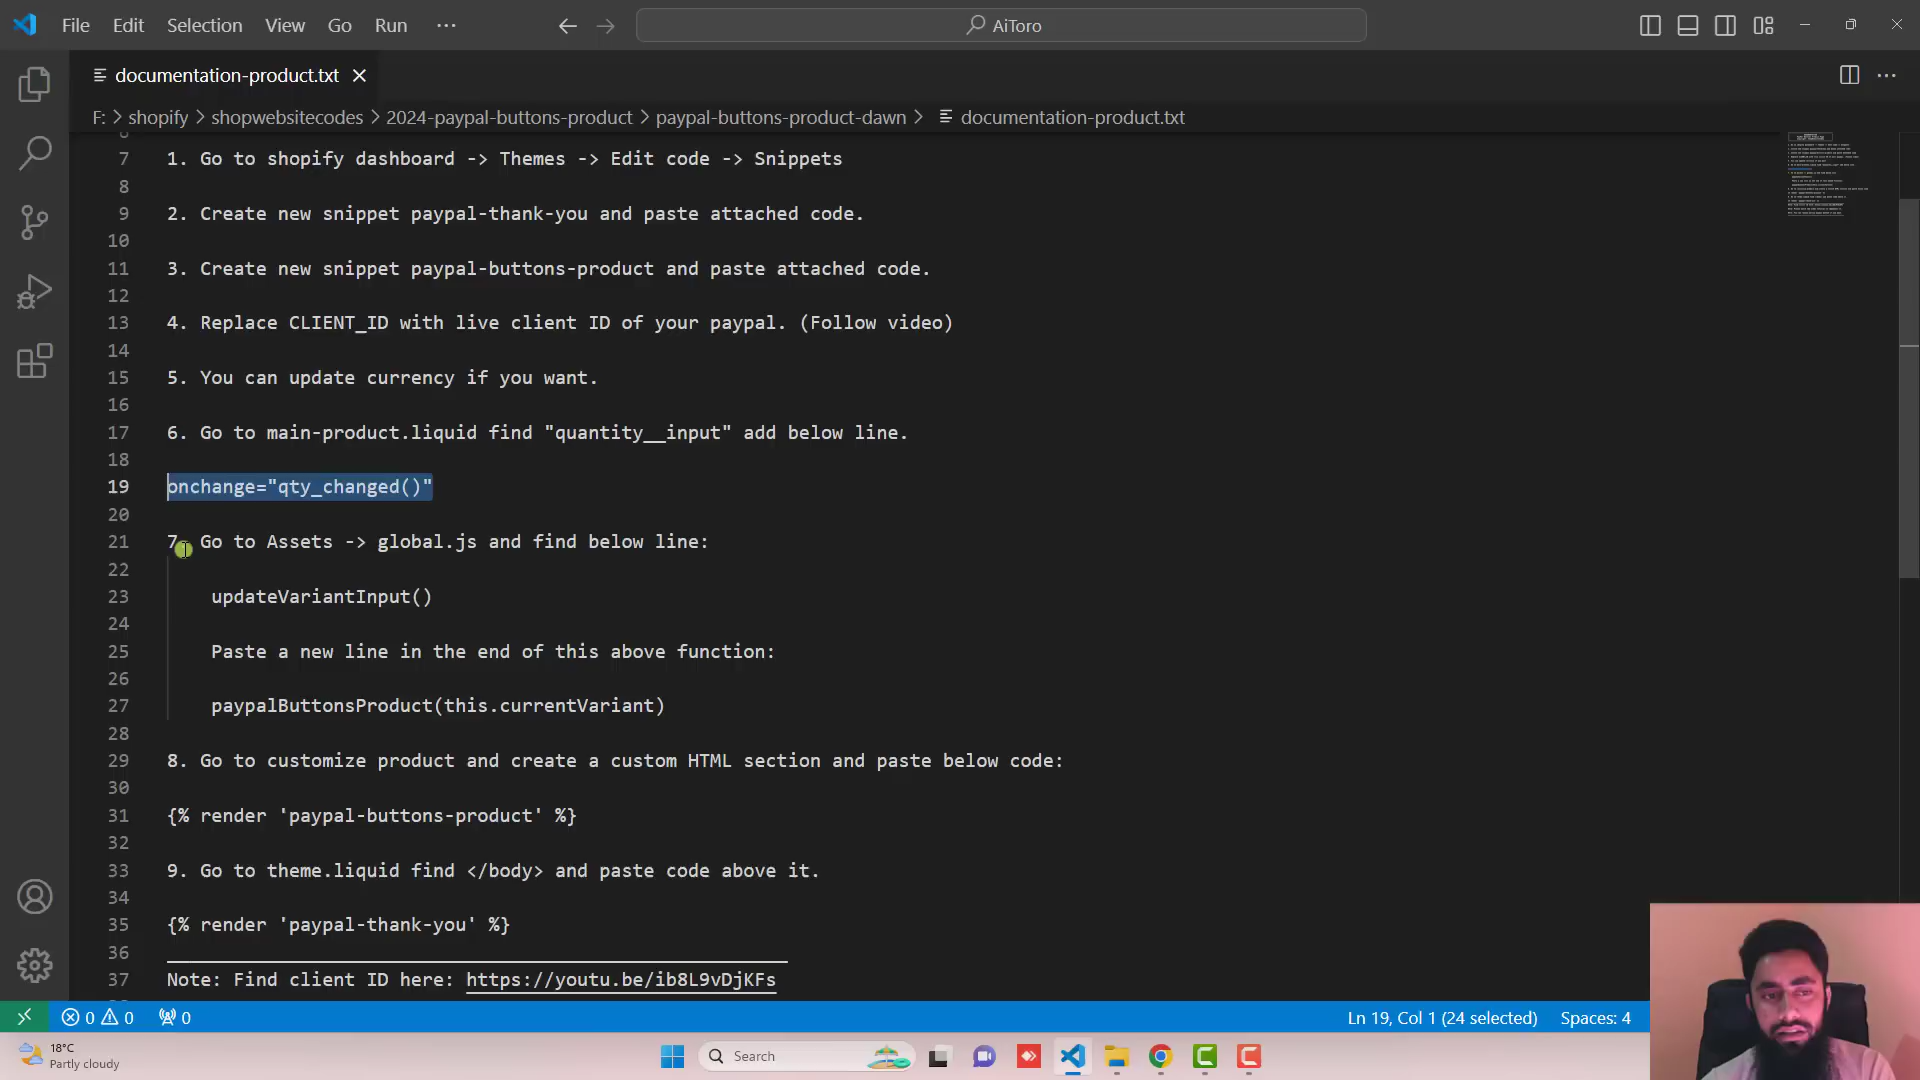 File Edit Selection View Go Run ···
AiToro
documentation-product.txt
F: > shopify > shopwebsitecodes > 2024-paypal-buttons-product > paypal-buttons-product-dawn > documentation-product.txt
7 1. Go to shopify dashboard -> Themes -> Edit code -> Snippets
8
9 2. Create new snippet paypal-thank-you and paste attached code.
10
11 3. Create new snippet paypal-buttons-product and paste attached code.
12
13 4. Replace CLIENT_ID with live client ID of your paypal. (Follow video)
14
15 5. You can update currency if you want.
16
17 6. Go to main-product.liquid find "quantity__input" add below line.
18
19 onchange="qty_changed()"
20
21 7. Go to Assets -> global.js and find below line:
22
23 updateVariantInput()
24
25 Paste a new line in the end of this above function:
26
27 paypalButtonsProduct(this.currentVariant)
28
29 8. Go to customize product and create a custom HTML section and paste below code:
30
31 {% render 'paypal-buttons-product' %}
32
33 9. Go to theme.liquid find </body> and paste code above it.
34
35 {% render 'paypal-thank-you' %}
36
37 Note: Find client ID here: https://youtu.be/ib8L9vDjKFs
0 0 0 Ln 19, Col 1 (24 selected) Spaces: 4
18°C
Partly cloudy
Search